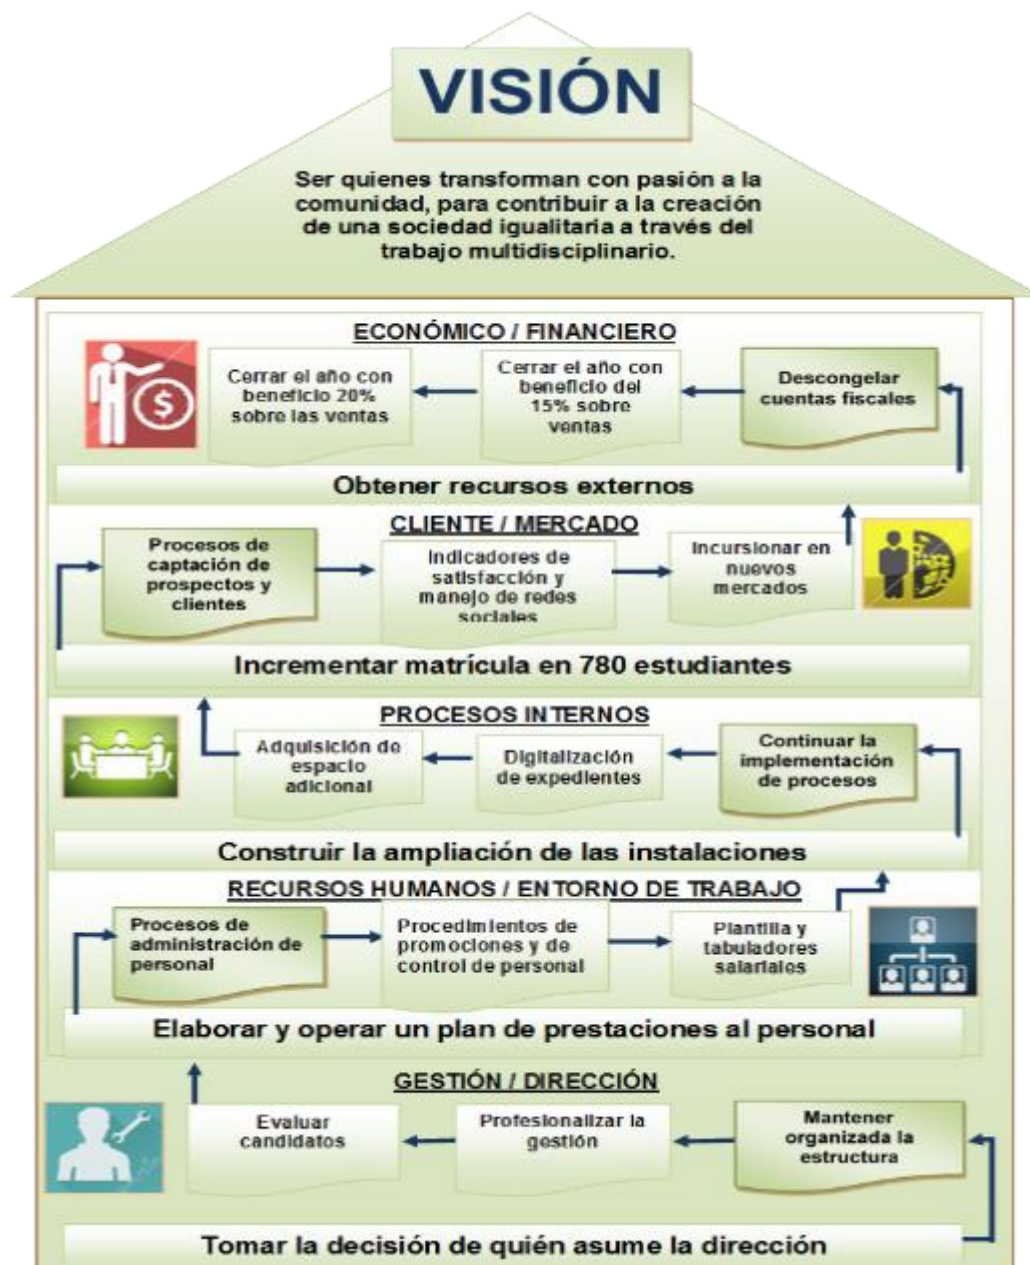 VISIÓN
Ser quienes transforman con pasión a la
comunidad, para contribuir a la creación
de una sociedad igualitaria a través del
trabajo multidisciplinario.
ECONÓMICO / FINANCIERO
Cerrar el año con
beneficio 20%
sobre las ventas
Cerrar el año con
beneficio del
15% sobre
ventas
Descongelar
cuentas fiscales
$
Obtener recursos externos
CLIENTE / MERCADO
Procesos de
captación de
prospectos y
clientes
Indicadores de
satisfacción y
manejo de redes
sociales
Incursionar en
nuevos
mercados
Incrementar matrícula en 780 estudiantes
PROCESOS INTERNOS
Adquisición de
espacio
adicional
Digitalización
de expedientes
Continuar la
implementación
de procesos
Construir la ampliación de las instalaciones
RECURSOS HUMANOS / ENTORNO DE TRABAJO
Procesos de
administración de
personal
Procedimientos de
promociones y de
control de personal
Plantilla y
tabuladores
salariales
Elaborar y operar un plan de prestaciones al personal
GESTIÓN / DIRECCIÓN
Evaluar
candidatos
Profesionalizar la
gestión
Mantener
organizada la
estructura
Tomar la decisión de quién asume la dirección